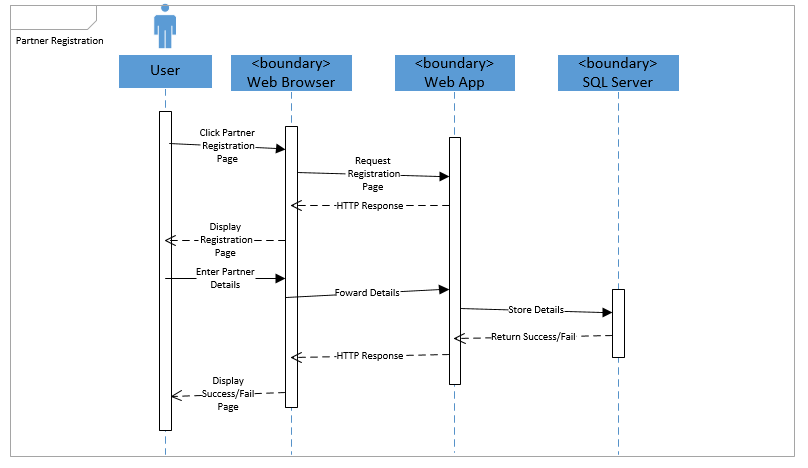 Partner Registration
User
<boundary>
Web Browser
<boundary>
Web App
<boundary>
SQL Server
Click Partner
Registration
Page
Request
Registration
Page
HTTP Response
Display
Registration
Page
Enter Partner
Details
Foward Details
Store Details
Return Success/Fail
HTTP Response
Display
Success/Fail
Page